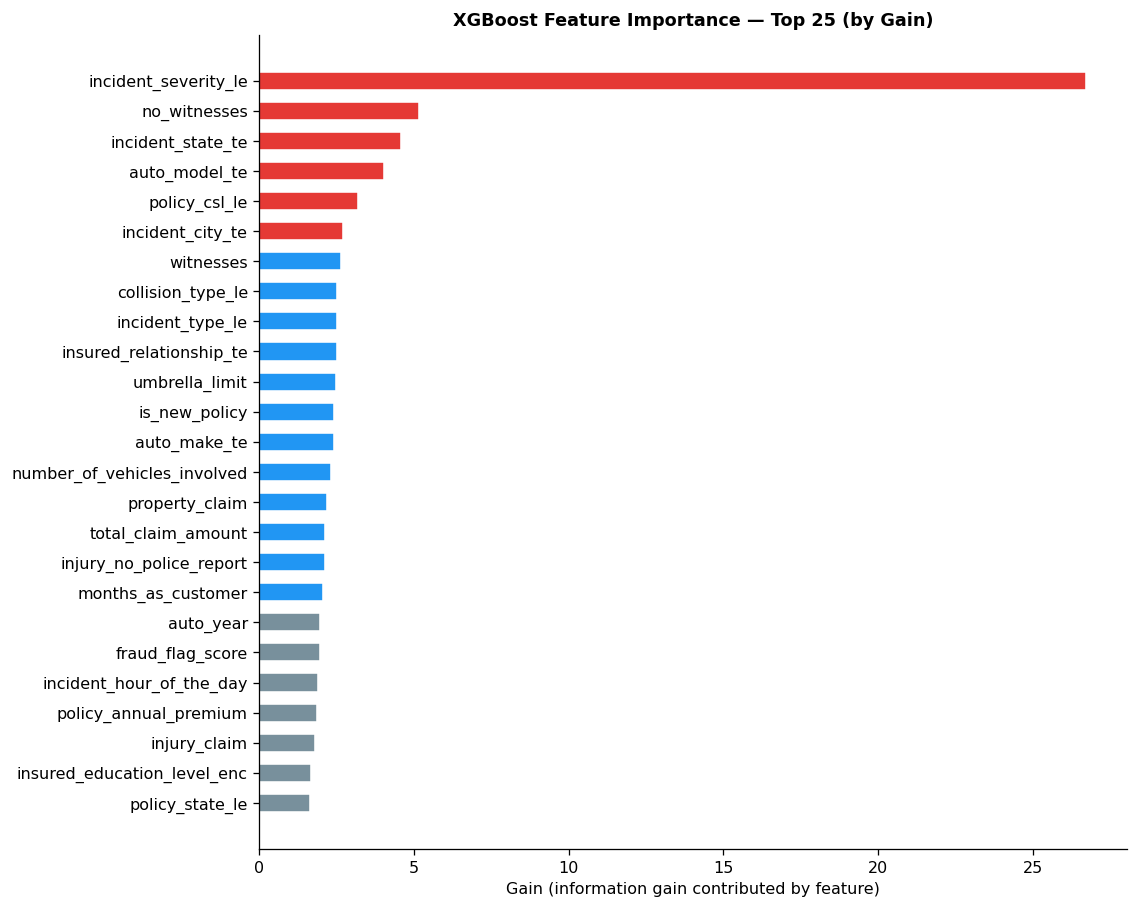 XGBoost Feature Importance — Top 25 (by Gain)
incident_severity_le
no_witnesses
incident_state_te
auto_model_te
policy_csl_le
incident_city_te
witnesses
collision_type_le
incident_type_le
insured_relationship_te
umbrella_limit
is_new_policy
auto_make_te
number_of_vehicles_involved
property_claim
total_claim_amount
injury_no_police_report
months_as_customer
auto_year
fraud_flag_score
incident_hour_of_the_day
policy_annual_premium
injury_claim
insured_education_level_enc
policy_state_le
0 5 10 15 20 25
Gain (information gain contributed by feature)